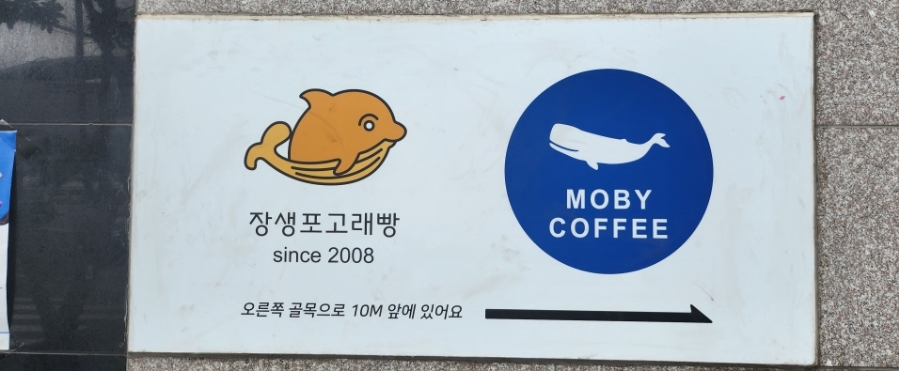 장생포고래빵
since 2008
MOBY
COFFEE
오른쪽 골목으로 10M 앞에 있어요